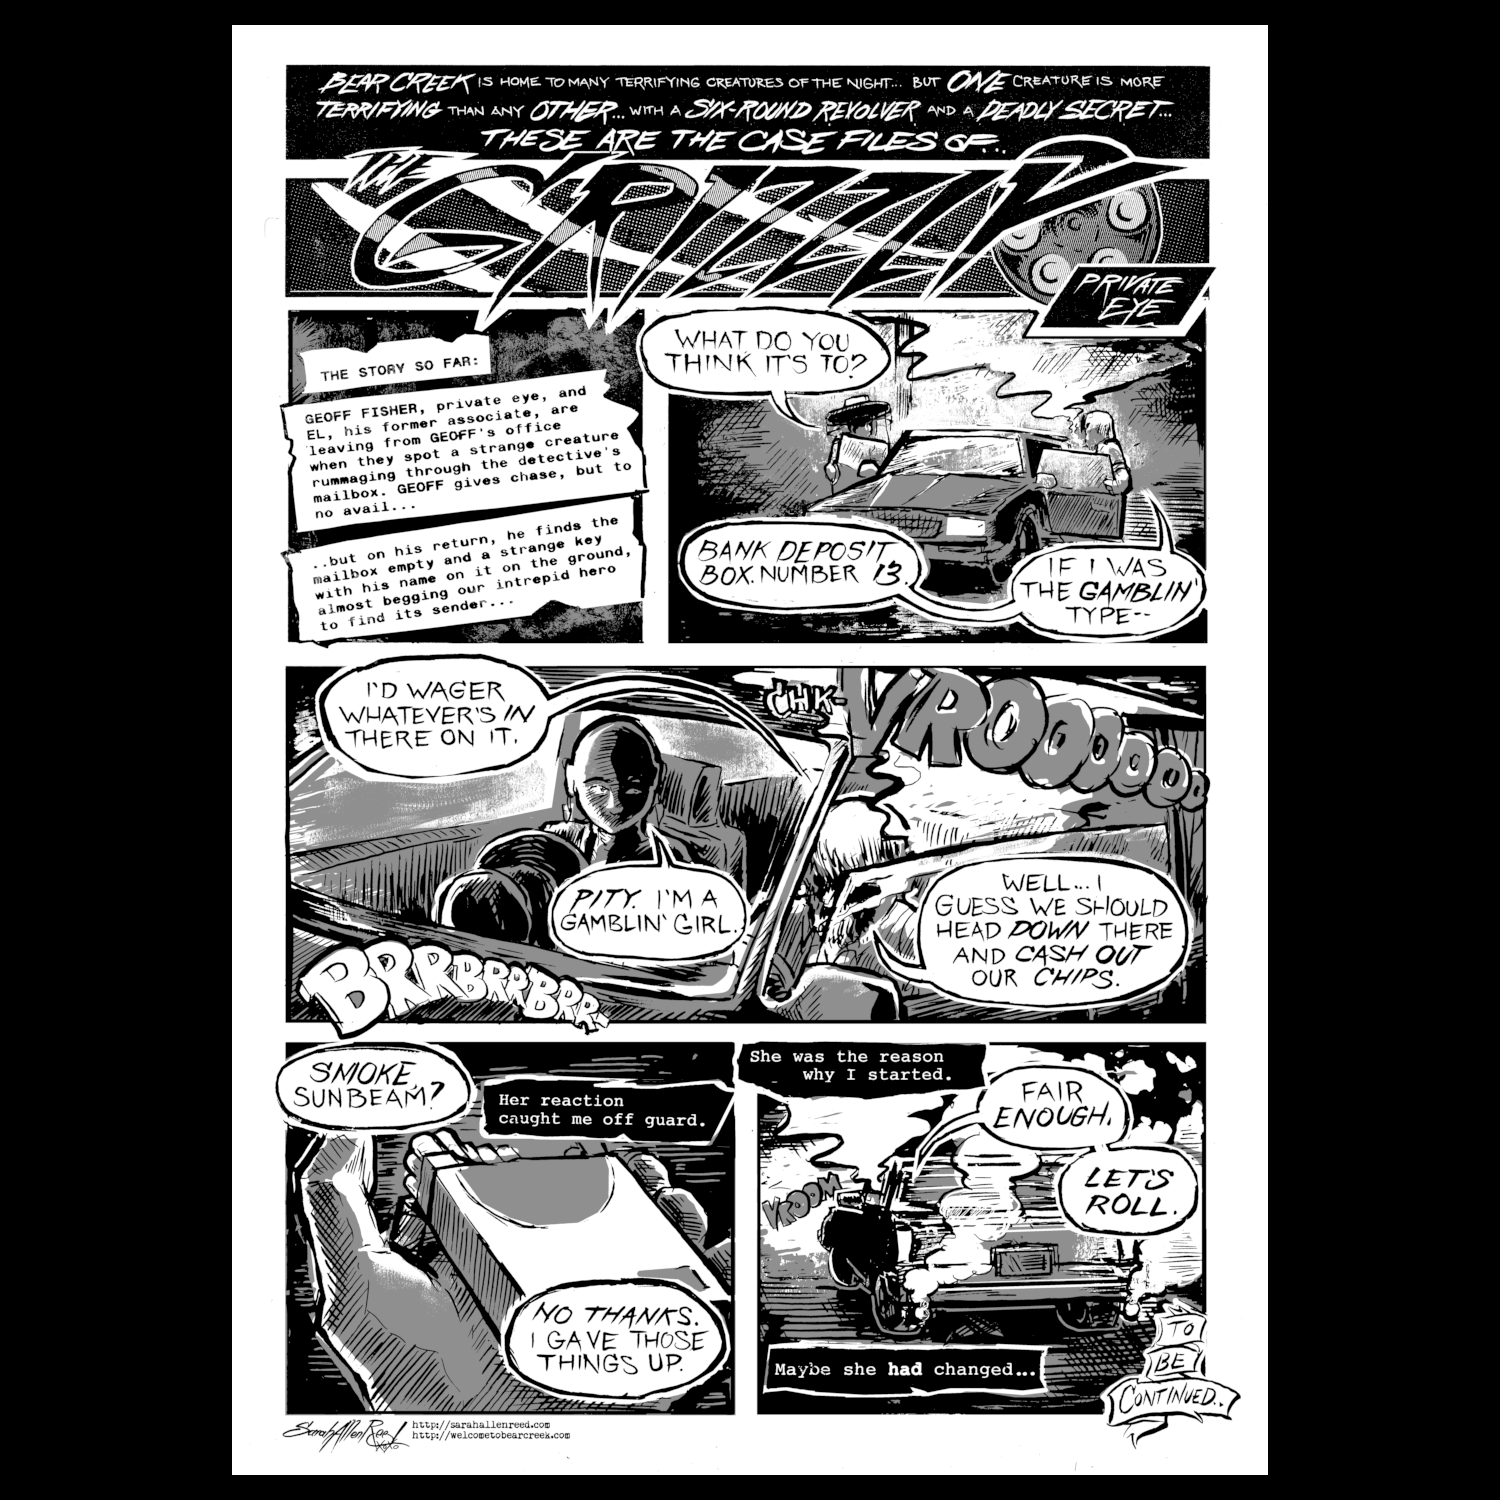 BEAR CREEK IS HOME TO MANY TERRIFYING CREATURES OF THE NIGHT... BUT ONE CREATURE IS MORE
TERRIFYING THAN ANY OTHER... WITH A SIX-ROUND REVOLVER AND A DEADLY SECRET...
THESE ARE THE CASE FILES OF...
THE
GRIZZLY
PRIVATE
EYE
THE STORY SO FAR:
GEOFF FISHER, private eye, and
EL, his former associate, are
leaving from GEOFF's office
when they spot a strange creature
rummaging through the detective's
mailbox. GEOFF gives chase, but to
no avail...
..but on his return, he finds the
mailbox empty and a strange key
with his name on it on the ground,
almost begging our intrepid hero
to find its sender...
WHAT DO YOU
THINK IT'S TO?
BANK DEPOSIT
BOX. NUMBER 13.
IF I WAS
THE GAMBLIN'
TYPE--
I'D WAGER
WHATEVER'S IN
THERE ON IT.
CHK-
VROOOOOOO
PITY. I'M A
GAMBLIN' GIRL.
BRRRBRRRBRR
WELL... I
GUESS WE SHOULD
HEAD DOWN THERE
AND CASH OUT
OUR CHIPS.
SMOKE,
SUNBEAM?
Her reaction
caught me off guard.
NO THANKS.
I GAVE THOSE
THINGS UP.
She was the reason
why I started.
FAIR
ENOUGH.
LET'S
ROLL.
VROOM
Maybe she had changed...
TO
BE
CONTINUED..
Sarah Allen Reed
XoXo
http://sarahallenreed.com
http://welcometobearcreek.com